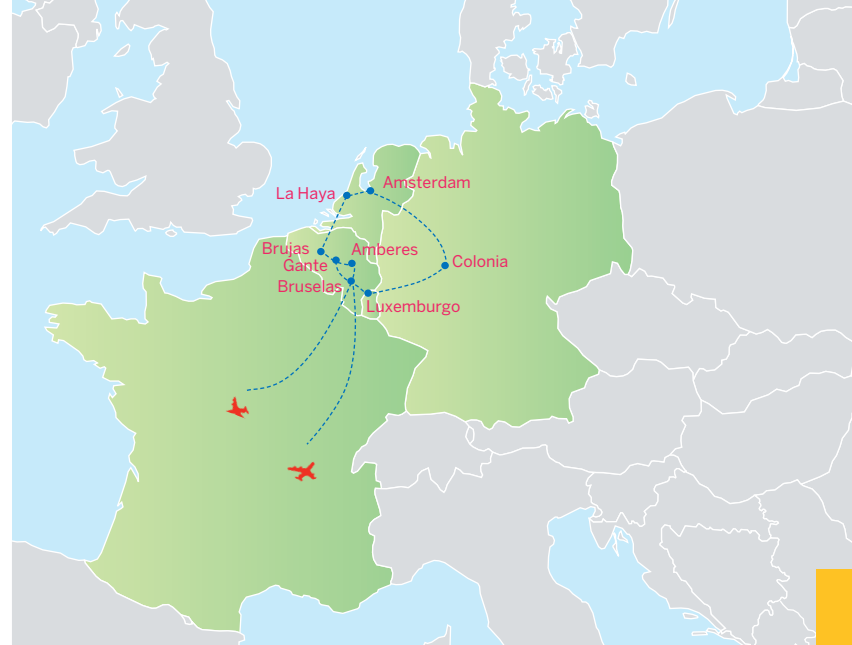 Amsterdam
La Haya
Brujas
Amberes
Gante
Colonia
Bruselas
Luxemburgo